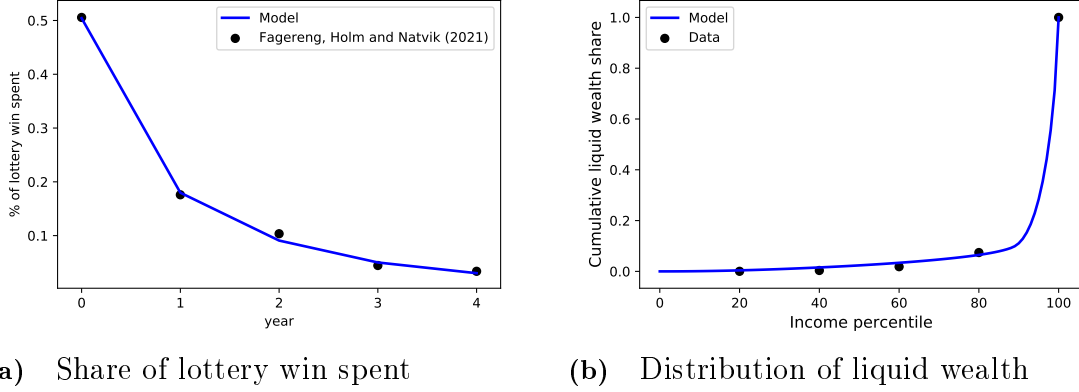 0.5
0.4
0.3
0.2
0.1
% of lottery win spent
Model
Fagereng, Holm and Natvik (2021)
0 1 2 3 4
year
a) Share of lottery win spent
1.0
0.8
0.6
0.4
0.2
0.0
Cumulative liquid wealth share
Model
Data
0 20 40 60 80 100
Income percentile
(b) Distribution of liquid wealth